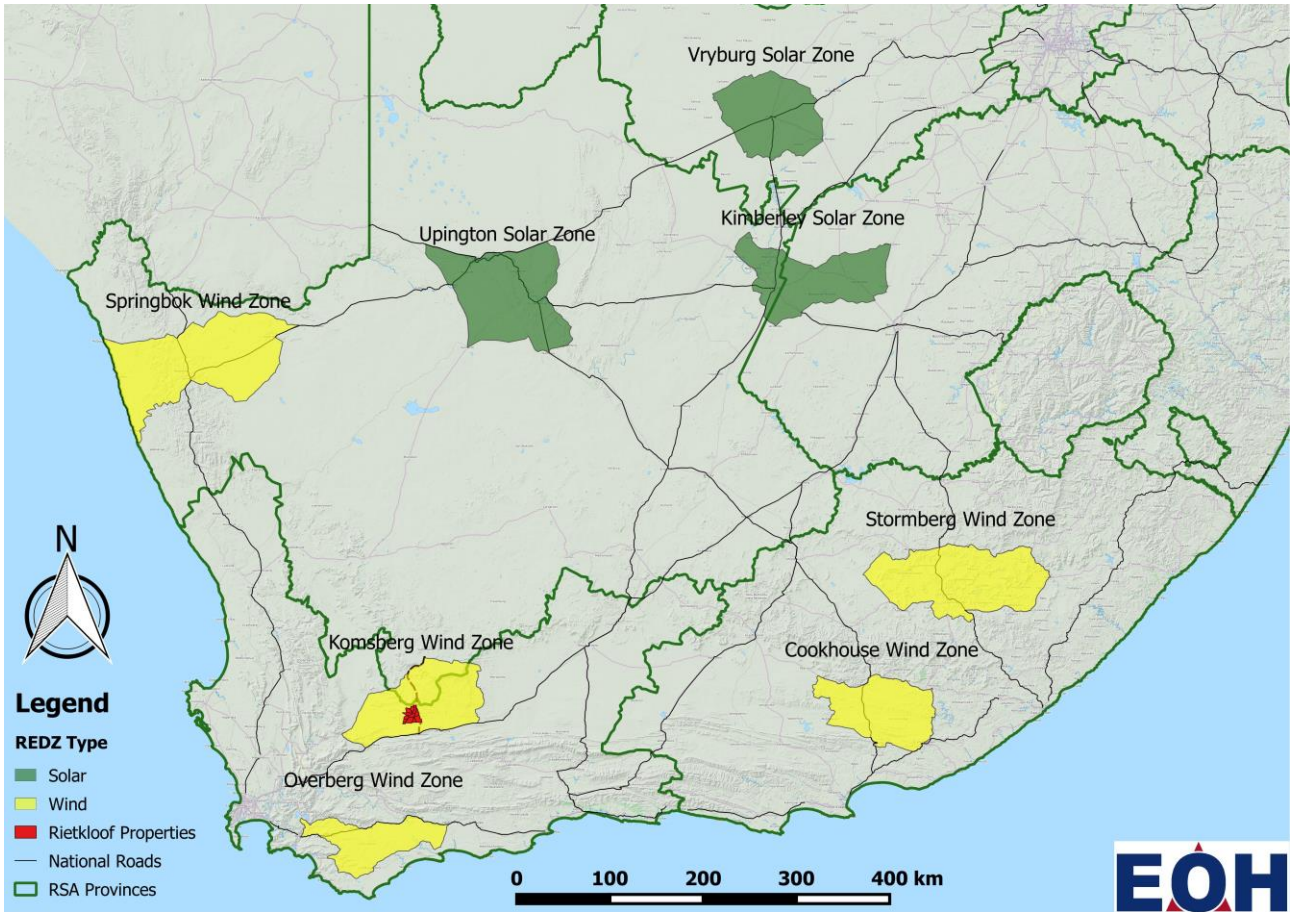 Vryburg Solar Zone
Kimberley Solar Zone
Upington Solar Zone
Springbok Wind Zone
Stormberg Wind Zone
Komsberg Wind Zone
Cookhouse Wind Zone
Overberg Wind Zone
N
Legend
REDZ Type
Solar
Wind
Rietkloof Properties
National Roads
RSA Provinces
0 100 200 300 400 km
EOH